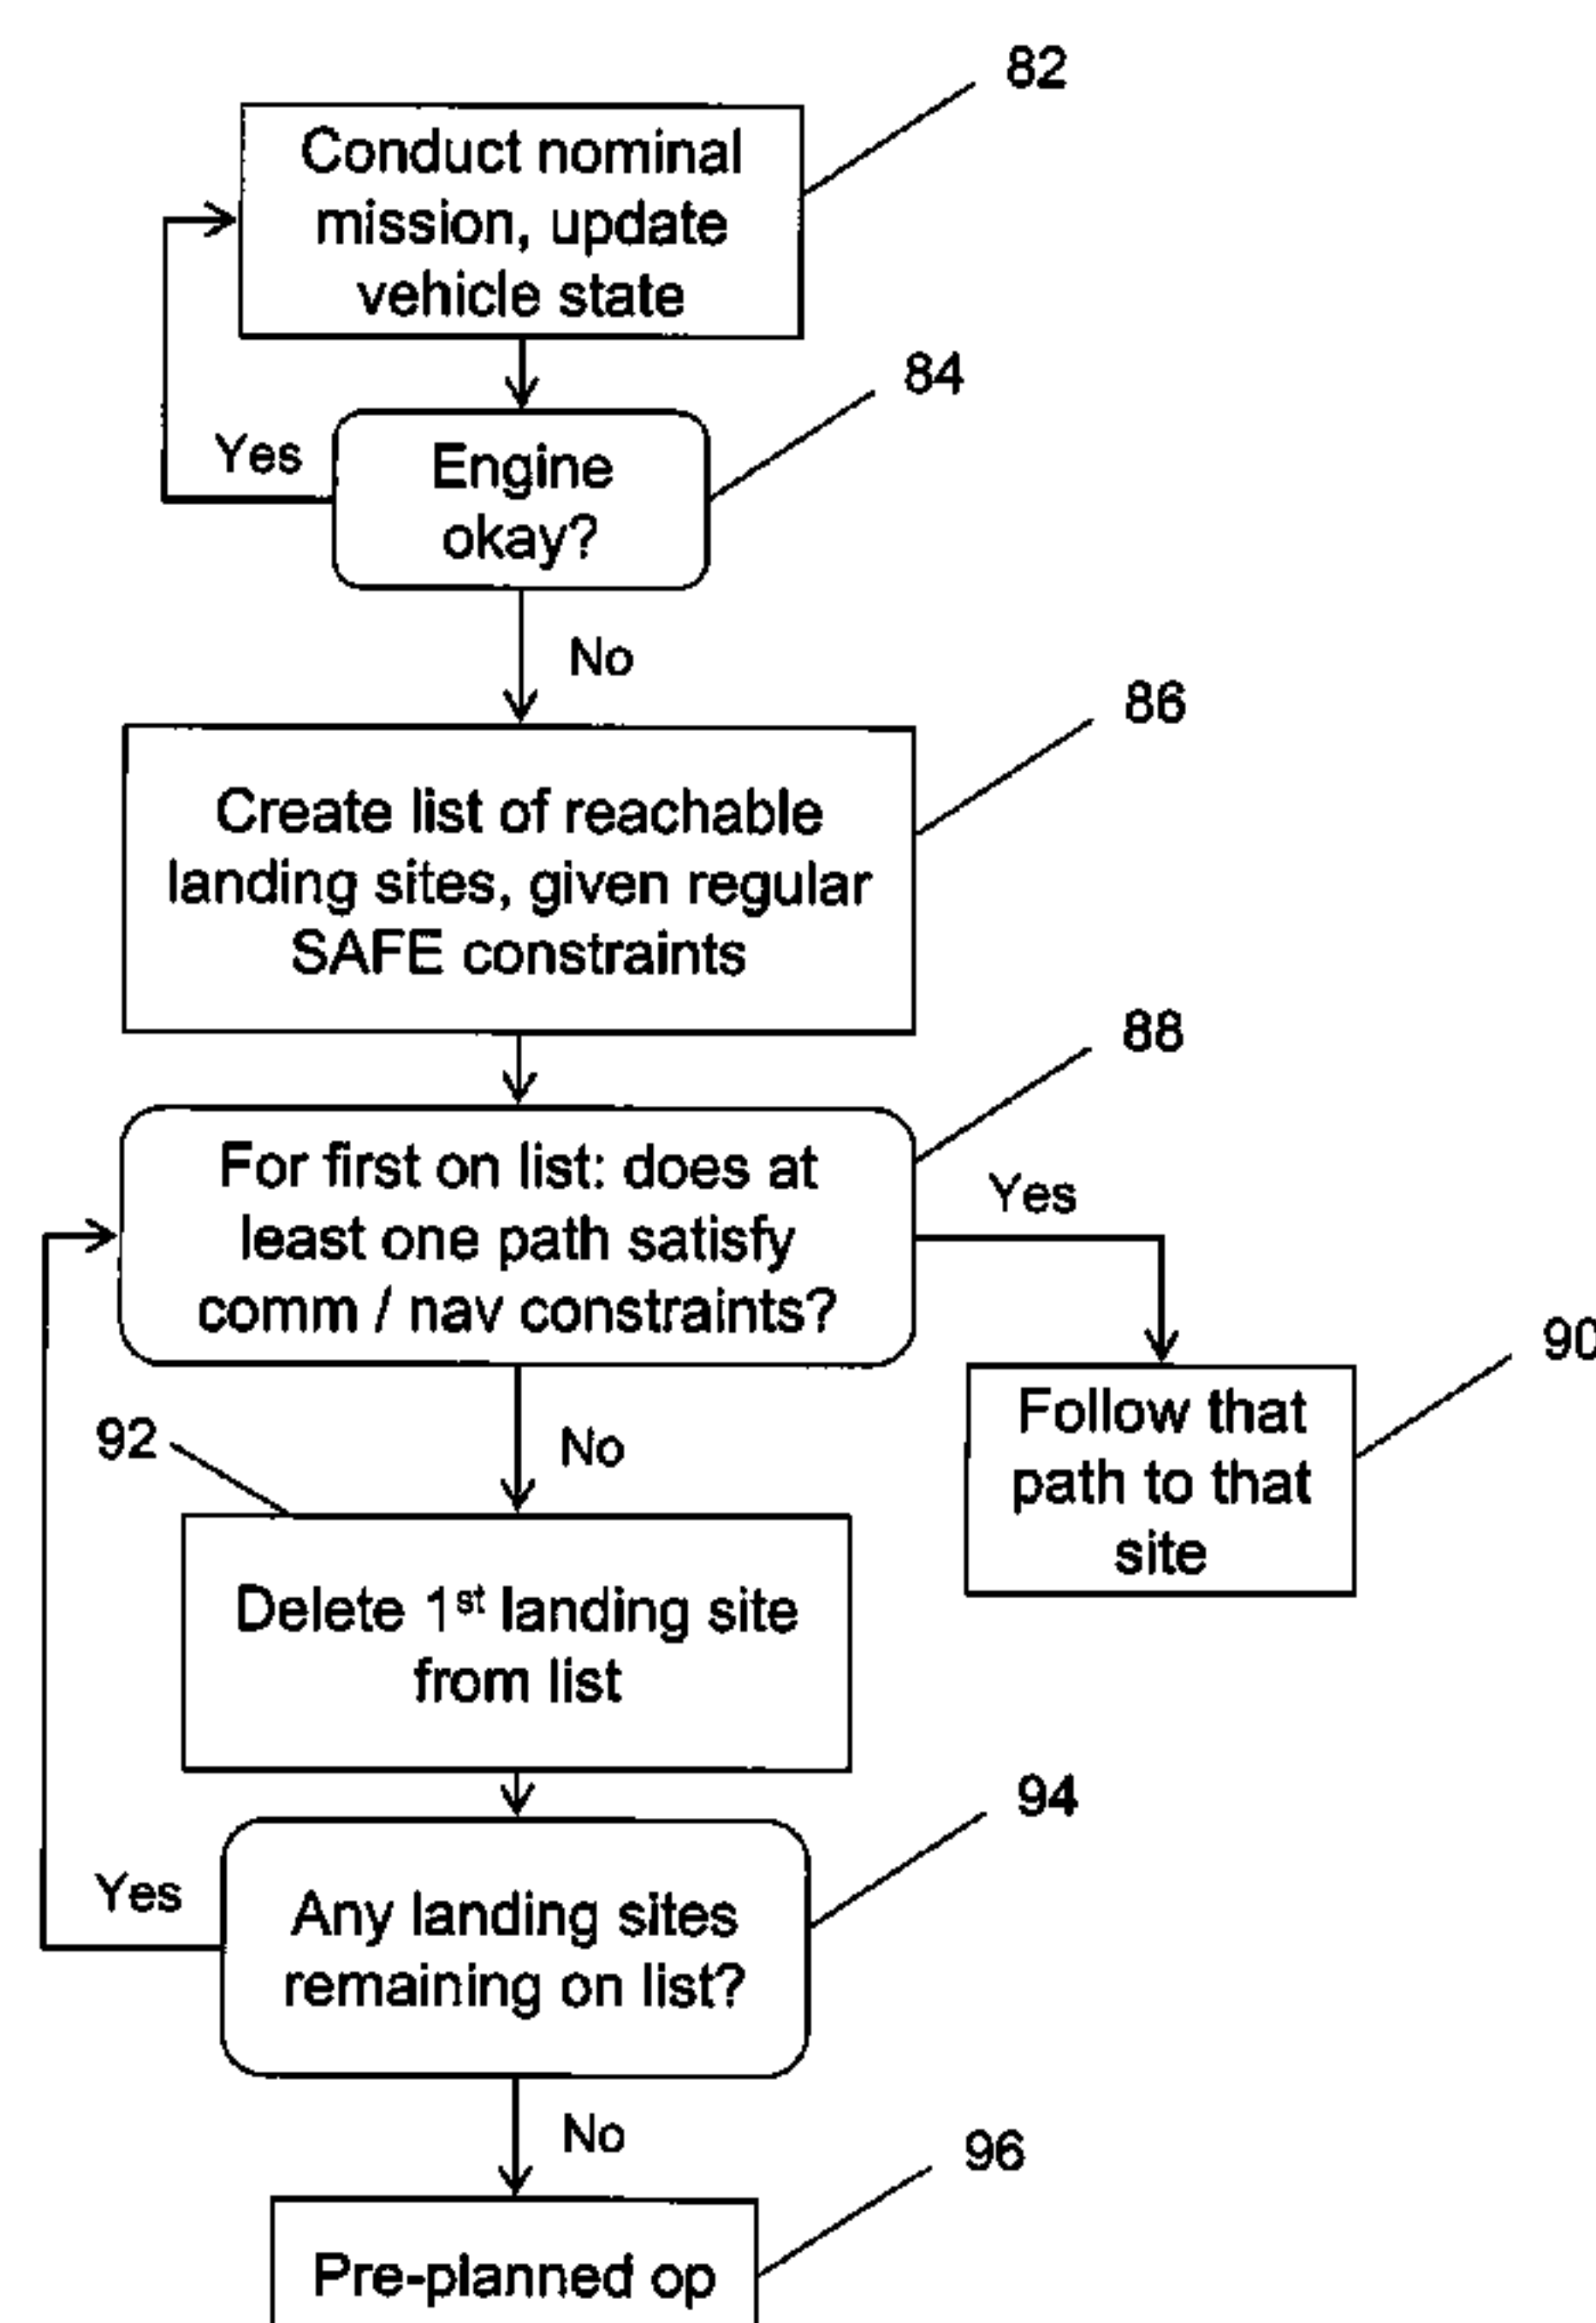 82
Conduct nominal
mission, update
vehicle state
84
Yes
Engine
okay?
No
86
Create list of reachable
landing sites, given regular
SAFE constraints
88
For first on list: does at
least one path satisfy
comm / nav constraints?
Yes
90
Follow that
path to that
site
92
No
Delete 1st landing site
from list
94
Yes
Any landing sites
remaining on list?
No
96
Pre-planned op